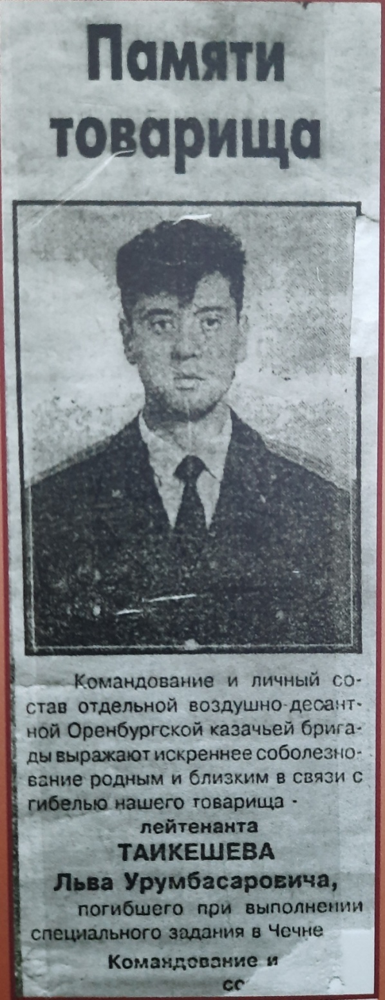 Памяти
товарища
Командование и личный со-
став отдельной воздушно-десант-
ной Оренбургской казачьей брига-
ды выражают искреннее соболезно-
вание родным и близким в связи с
гибелью нашего товарища -
лейтенанта
ТАИКЕШЕВА
Льва Урумбасаровича,
погибшего при выполнении
специального задания в Чечне
Командование и